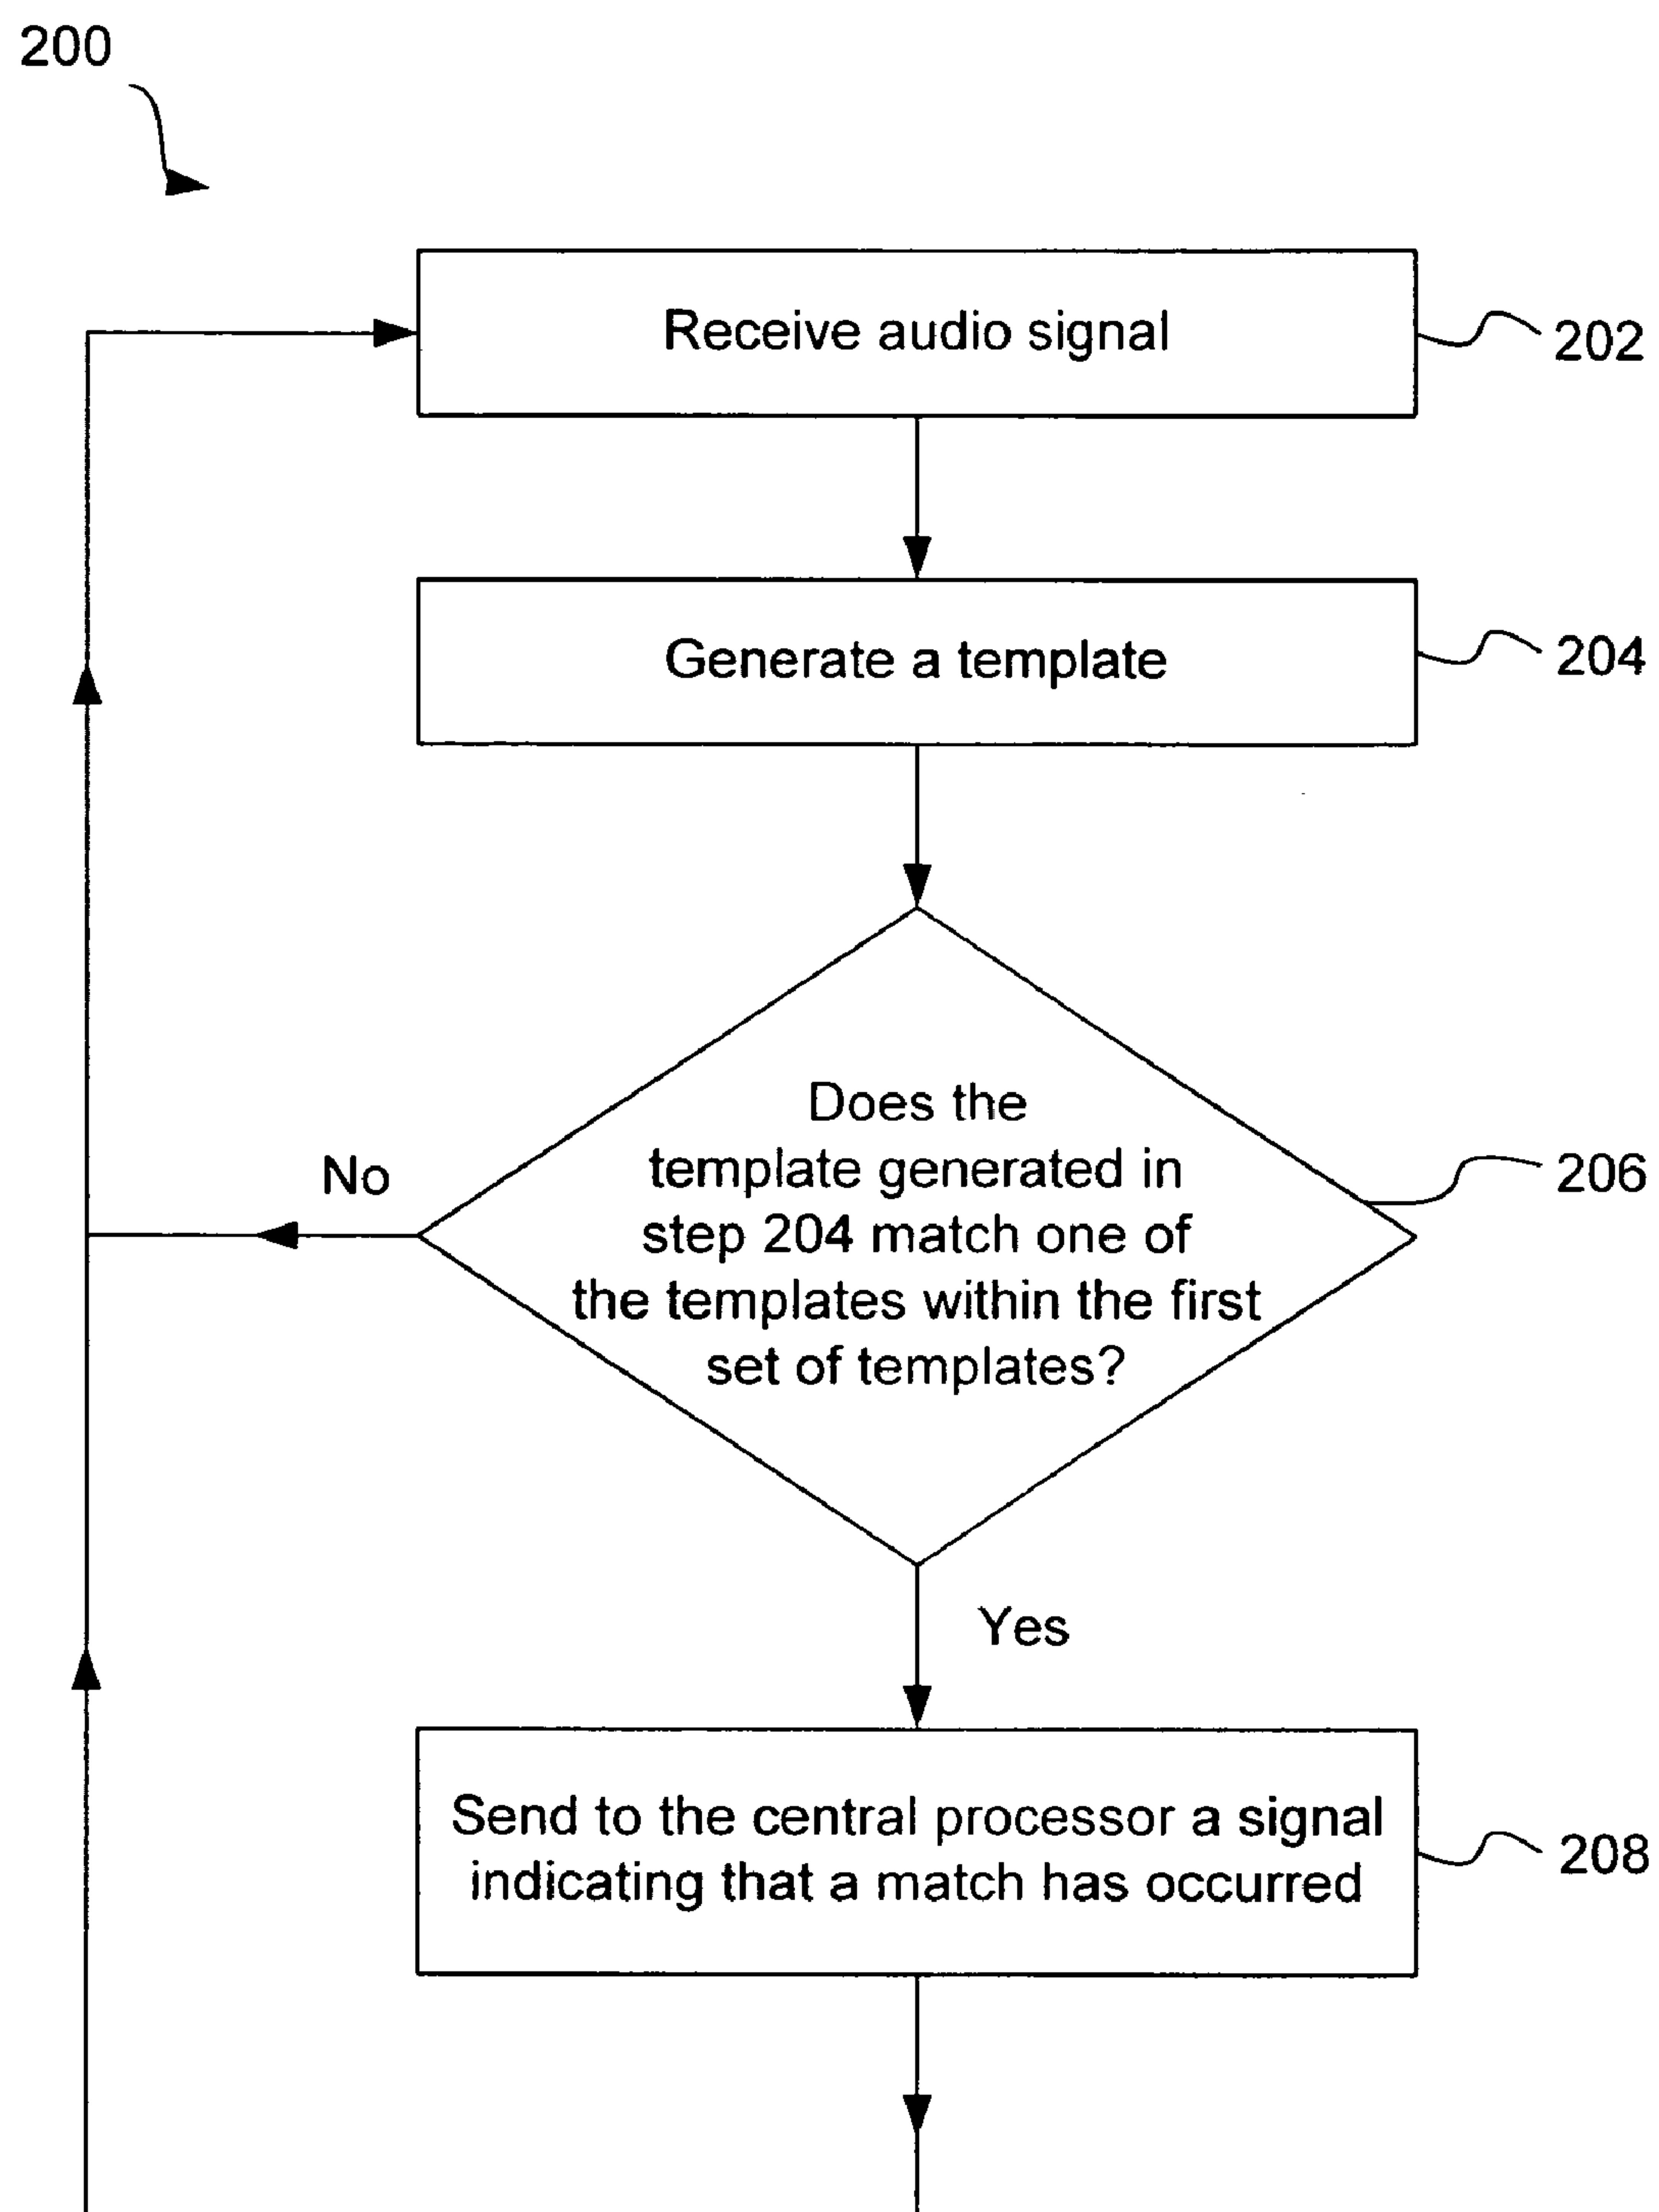 200
Receive audio signal
202
Generate a template
204
Does the
template generated in
step 204 match one of
the templates within the first
set of templates?
No
206
Yes
Send to the central processor a signal
indicating that a match has occurred
208